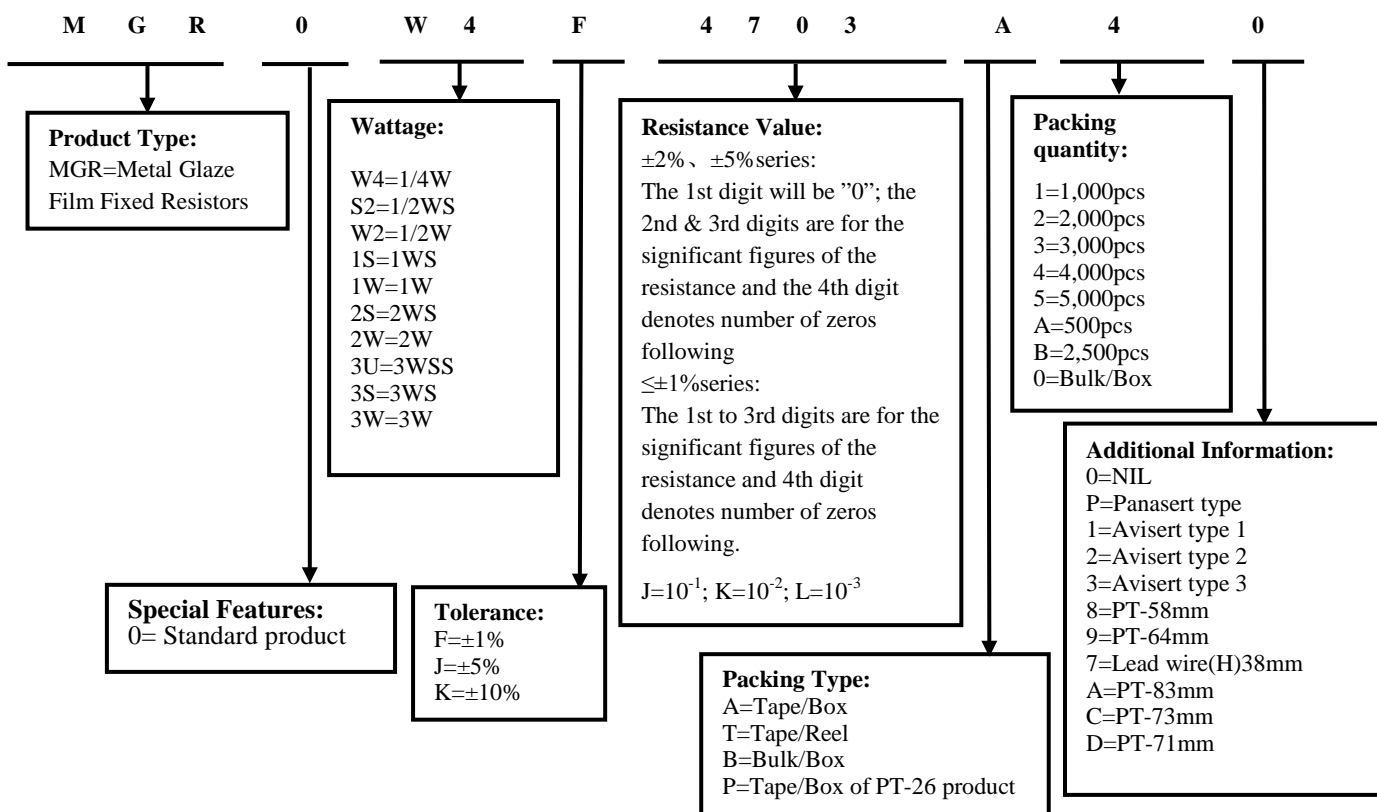 M G R 0 W 4 F 4 7 0 3 A 4 0
Product Type:
MGR=Metal Glaze
Film Fixed Resistors
Wattage:
W4=1/4W
S2=1/2WS
W2=1/2W
1S=1WS
1W=1W
2S=2WS
2W=2W
3U=3WSS
3S=3WS
3W=3W
Resistance Value:
±2%、±5%series:
The 1st digit will be ”0”; the
2nd & 3rd digits are for the
significant figures of the
resistance and the 4th digit
denotes number of zeros
following
≤±1%series:
The 1st to 3rd digits are for the
significant figures of the
resistance and 4th digit
denotes number of zeros
following.
J=10⁻¹; K=10⁻²; L=10⁻³
Packing
quantity:
1=1,000pcs
2=2,000pcs
3=3,000pcs
4=4,000pcs
5=5,000pcs
A=500pcs
B=2,500pcs
0=Bulk/Box
Special Features:
0= Standard product
Tolerance:
F=±1%
J=±5%
K=±10%
Packing Type:
A=Tape/Box
T=Tape/Reel
B=Bulk/Box
P=Tape/Box of PT-26 product
Additional Information:
0=NIL
P=Panasert type
1=Avisert type 1
2=Avisert type 2
3=Avisert type 3
8=PT-58mm
9=PT-64mm
7=Lead wire(H)38mm
A=PT-83mm
C=PT-73mm
D=PT-71mm